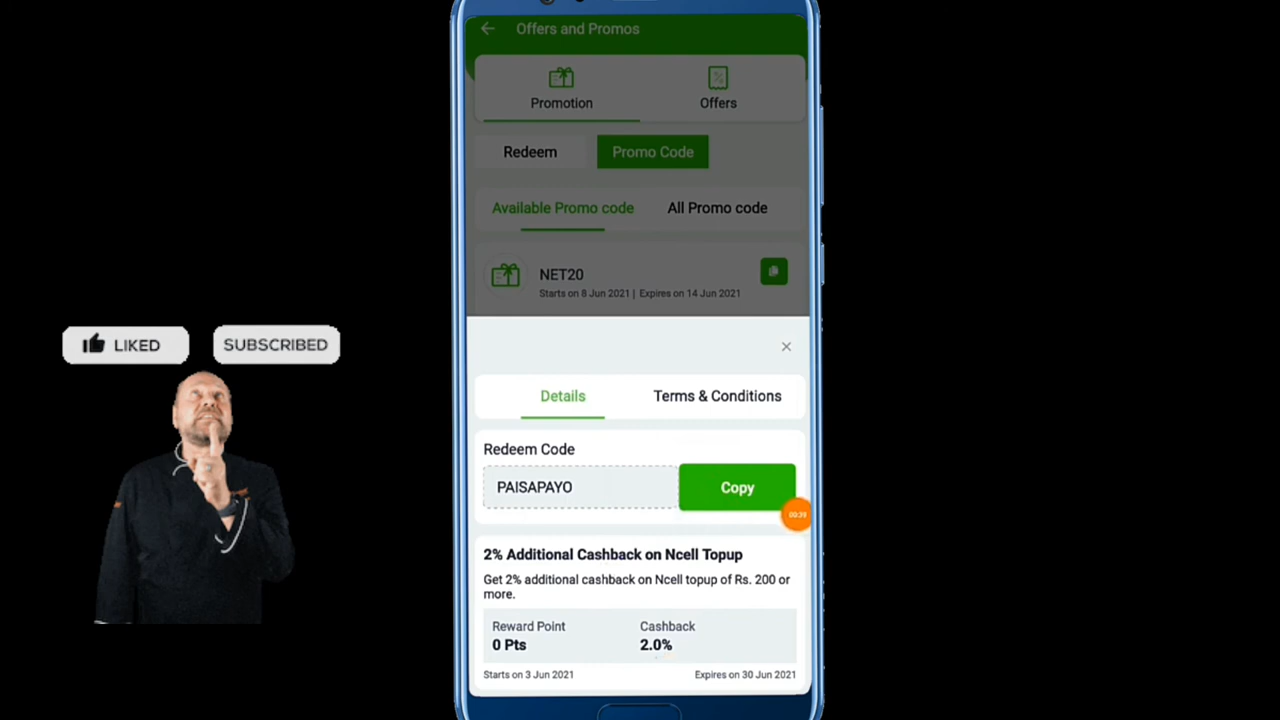 Offers and Promos
Promotion
Offers
Redeem
Promo Code
Available Promo code
All Promo code
NET20
Starts on 8 Jun 2021 | Expires on 14 Jun 2021
LIKED
SUBSCRIBED
×
Details
Terms & Conditions
Redeem Code
PAISAPAYO
Copy
00:39
2% Additional Cashback on Ncell Topup
Get 2% additional cashback on Ncell topup of Rs. 200 or
more.
Reward Point
Cashback
0 Pts
2.0%
Starts on 3 Jun 2021
Expires on 30 Jun 2021